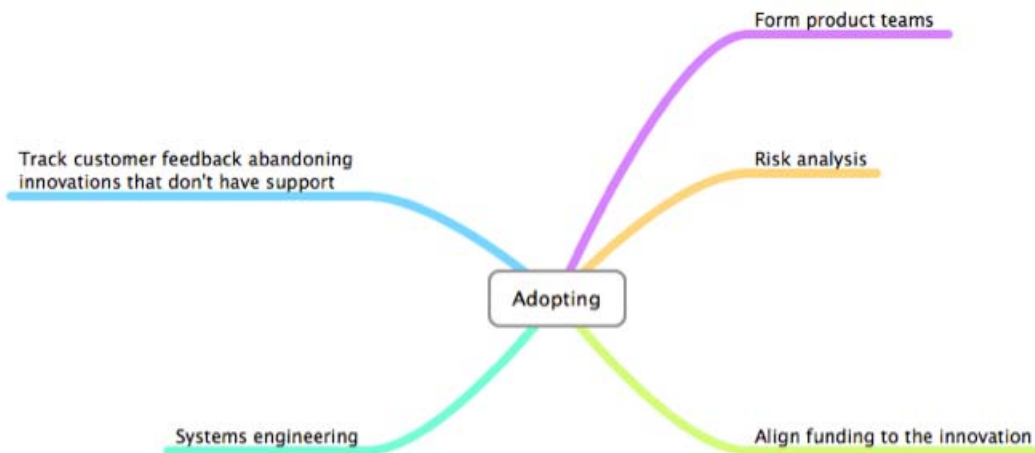 Form product teams
Track customer feedback abandoning
innovations that don't have support
Risk analysis
Adopting
Systems engineering
Align funding to the innovation